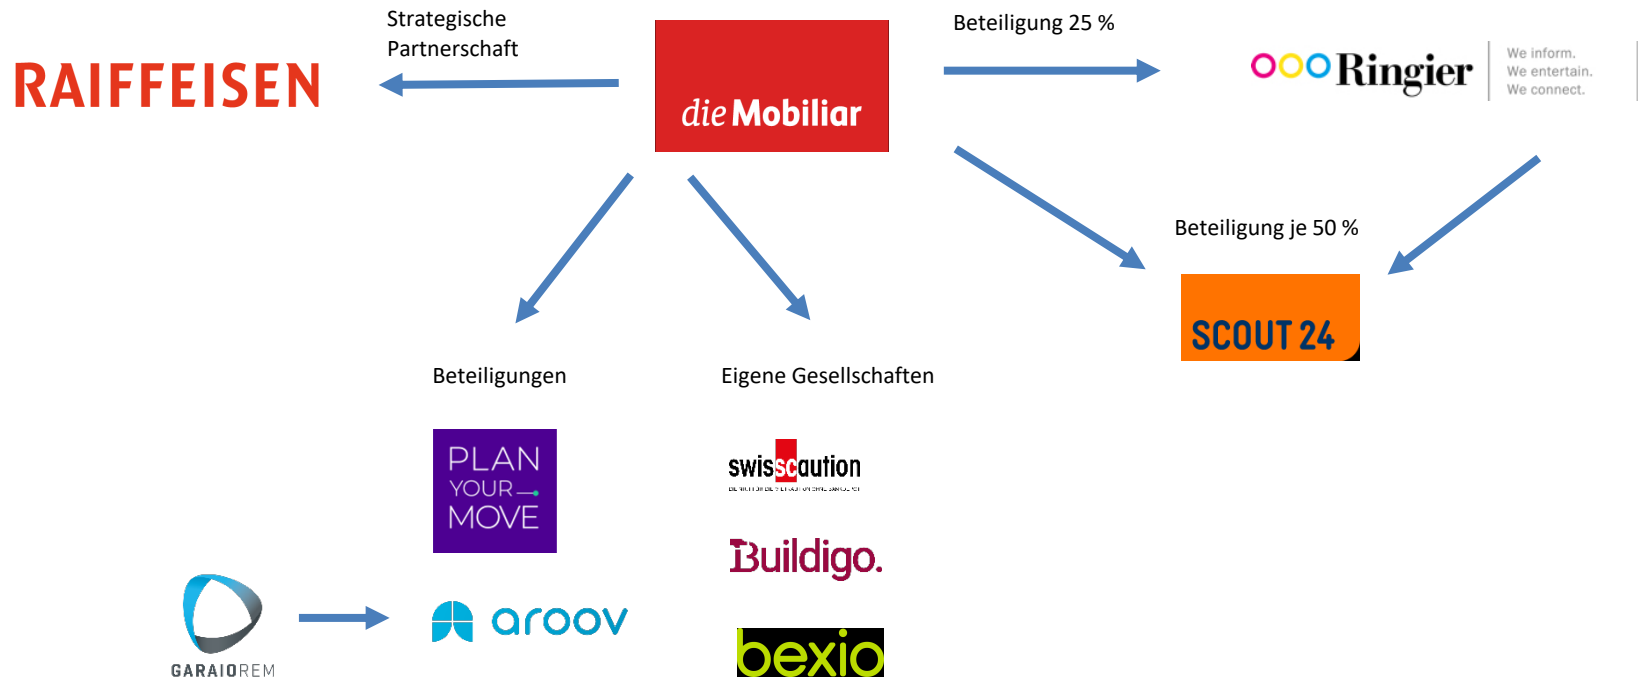 Strategische
Partnerschaft
RAIFFEISEN
die Mobiliar
Beteiligung 25 %
Ringier
We inform.
We entertain.
We connect.
Beteiligung je 50 %
SCOUT 24
Beteiligungen
Eigene Gesellschaften
PLAN
YOUR
MOVE
swisscaution
Buildigo.
GARAIOREM
aroov
bexio